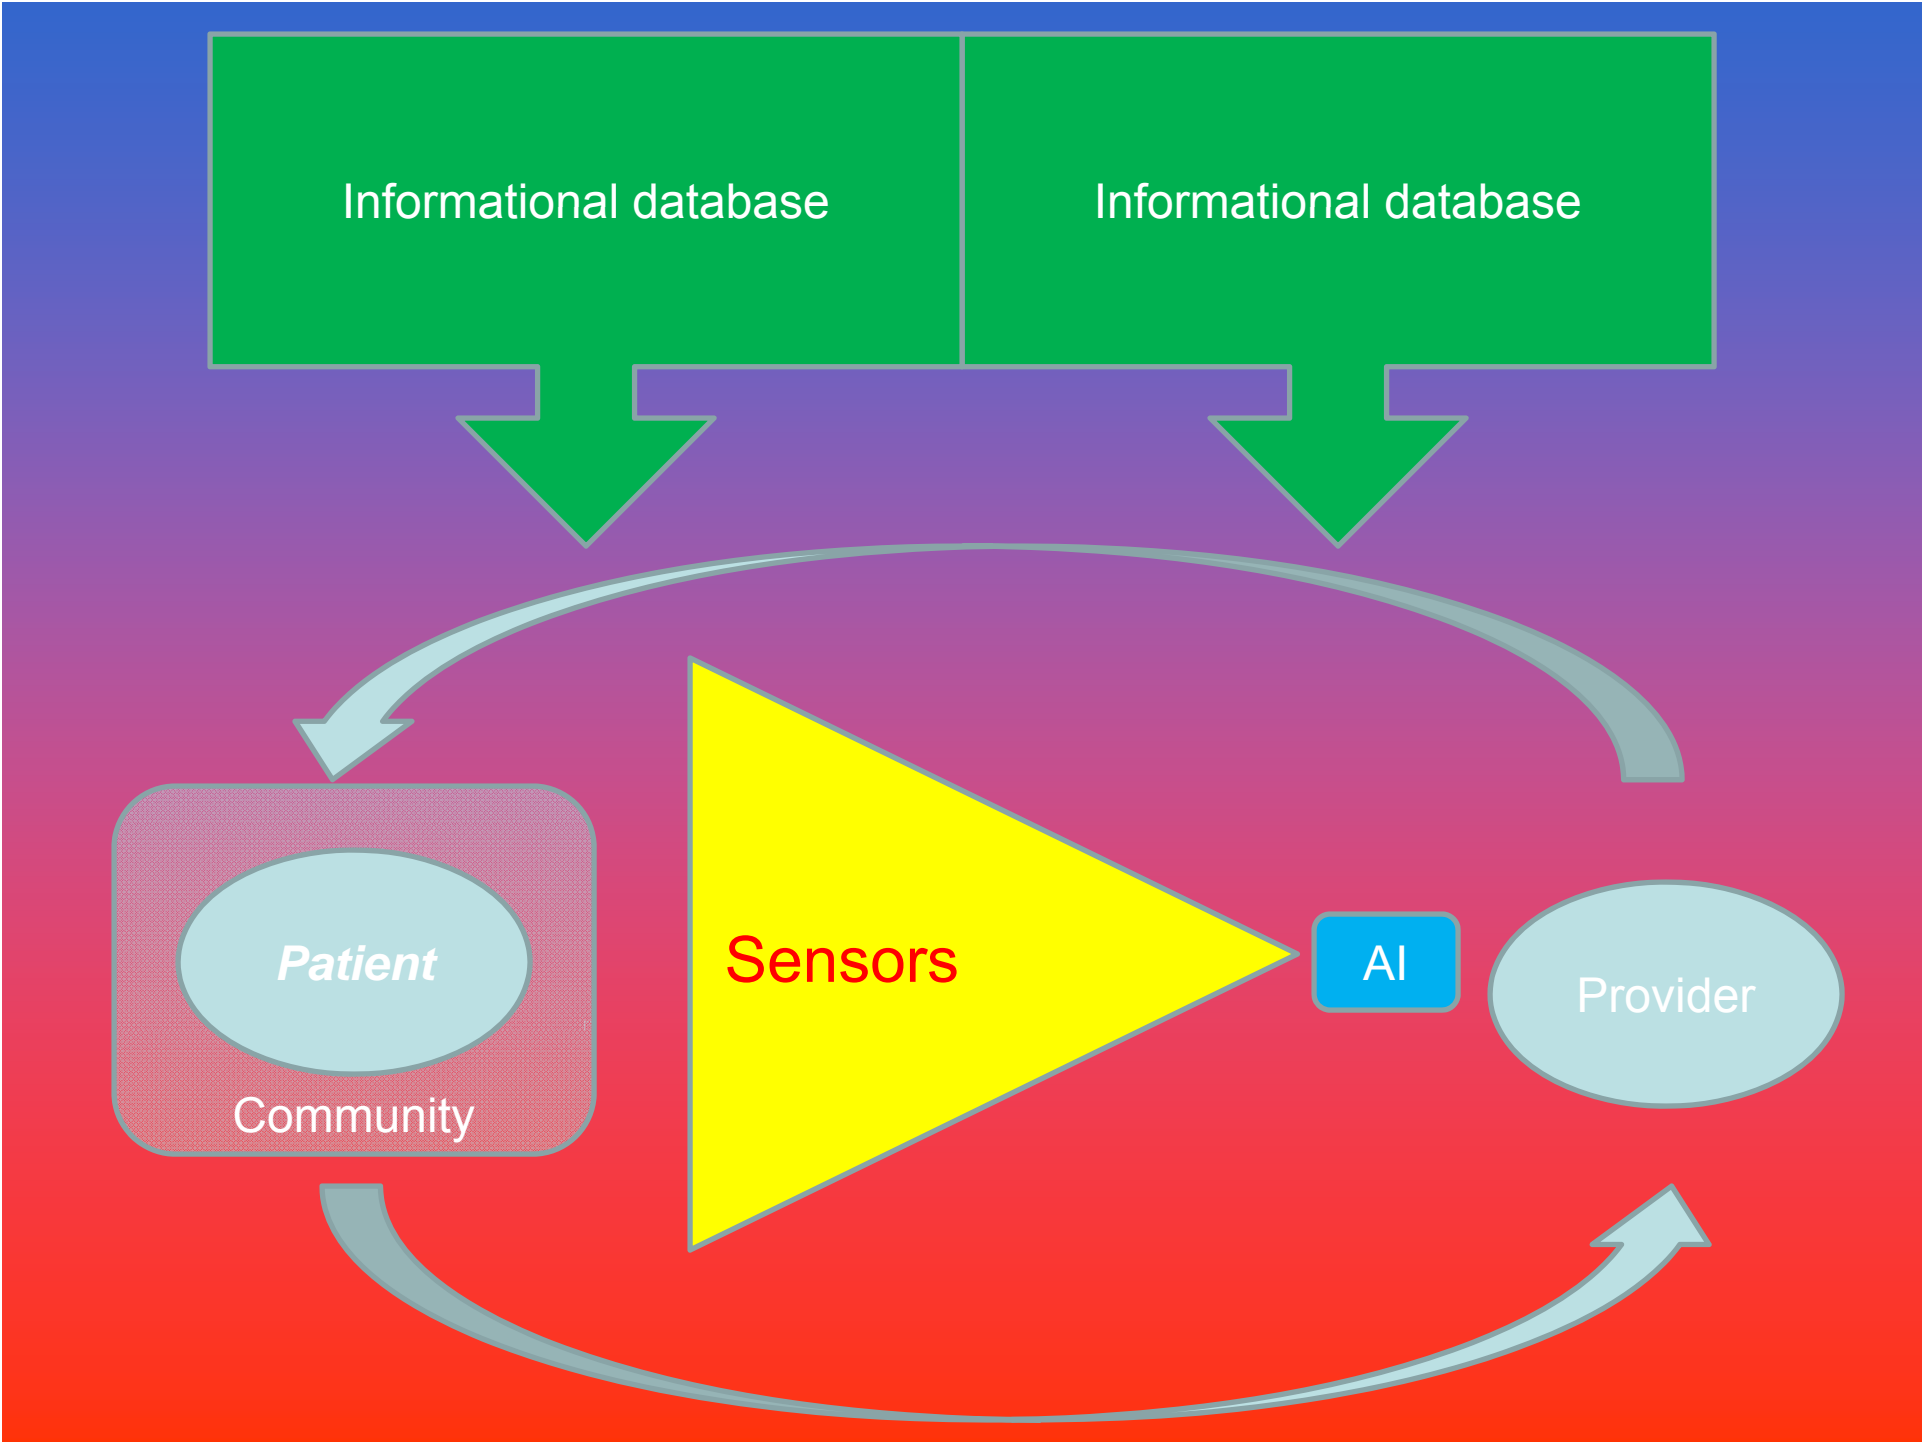 Informational database
Informational database
Sensors
AI
Patient
Provider
Community